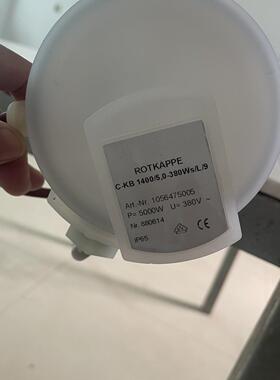 ROTKAPPE
C-KB 1400/5,0-380Ws/L/9
Art.-Nr. 1056475005
P= 5000W U= 380V ~
Nr. 880614
IP65 CE